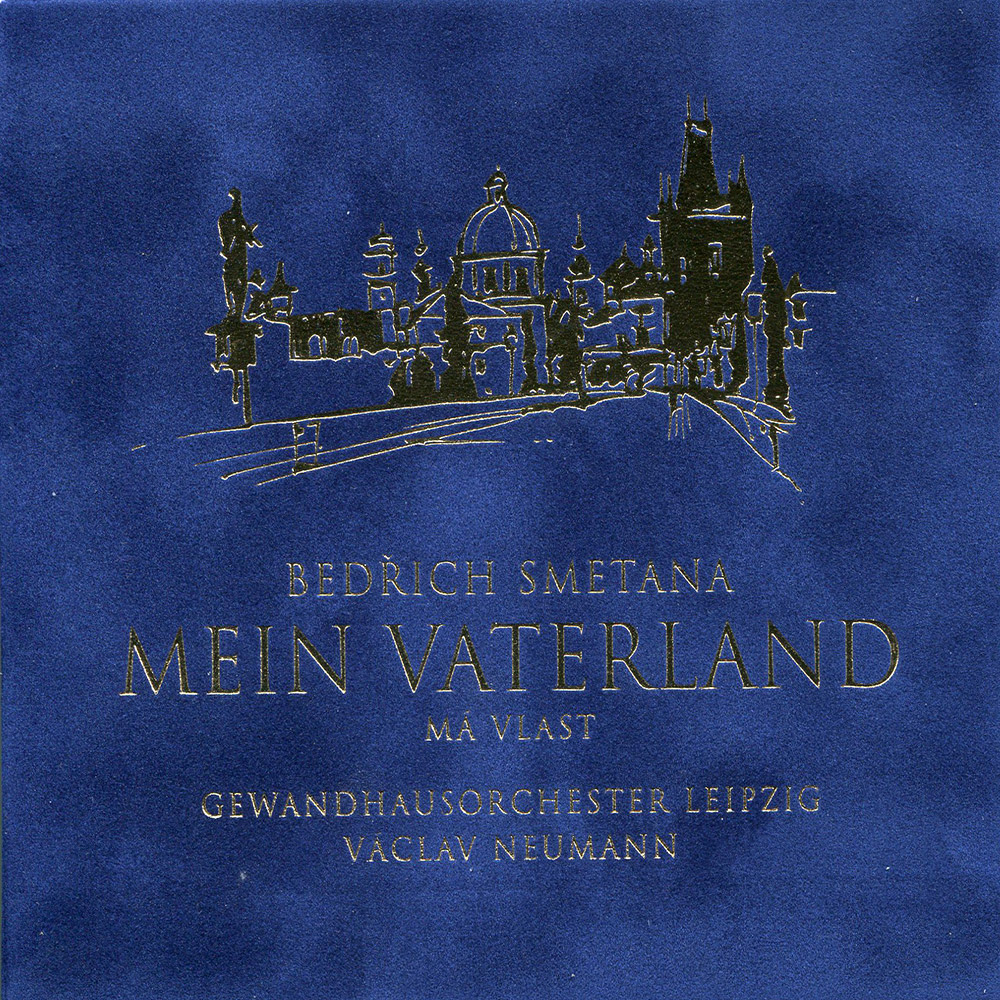 BEDŘICH SMETANA
MEIN VATERLAND
MÁ VLAST
GEWANDHAUSORCHESTER LEIPZIG
VÁCLAV NEUMANN